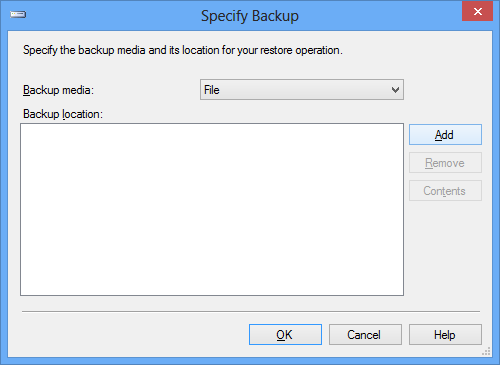 Specify Backup
Specify the backup media and its location for your restore operation.
Backup media: File
Backup location:
Add
Remove
Contents
OK Cancel Help